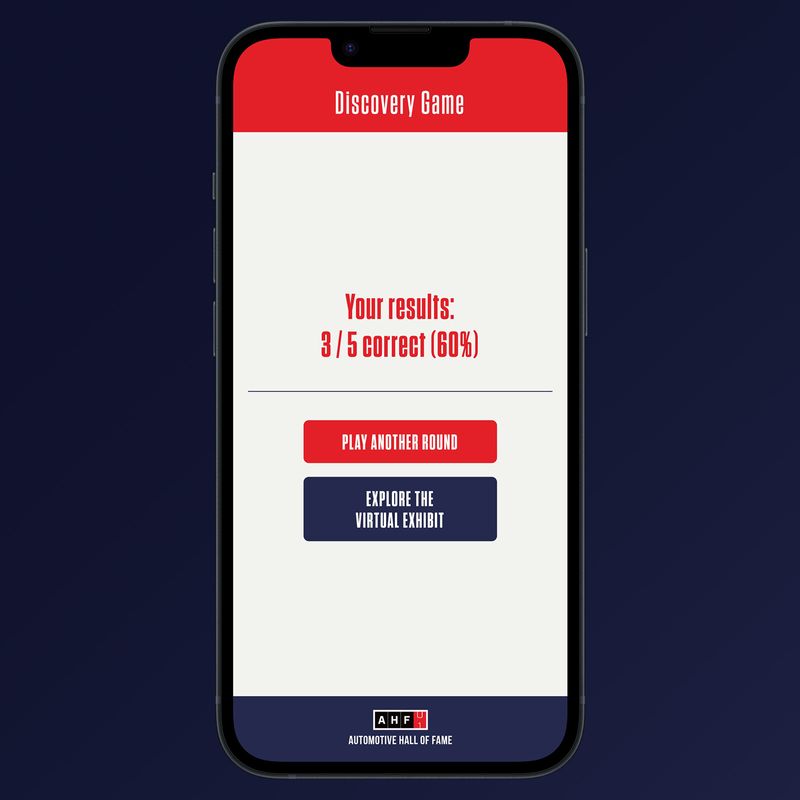 Discovery Game
Your results:
3 / 5 correct (60%)
PLAY ANOTHER ROUND
EXPLORE THE
VIRTUAL EXHIBIT
AHF
AUTOMOTIVE HALL OF FAME